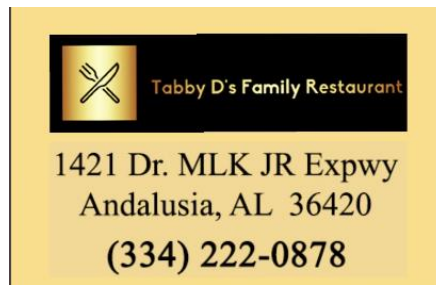 Tabby D's Family Restaurant
1421 Dr. MLK JR Expwy
Andalusia, AL 36420
(334) 222-0878